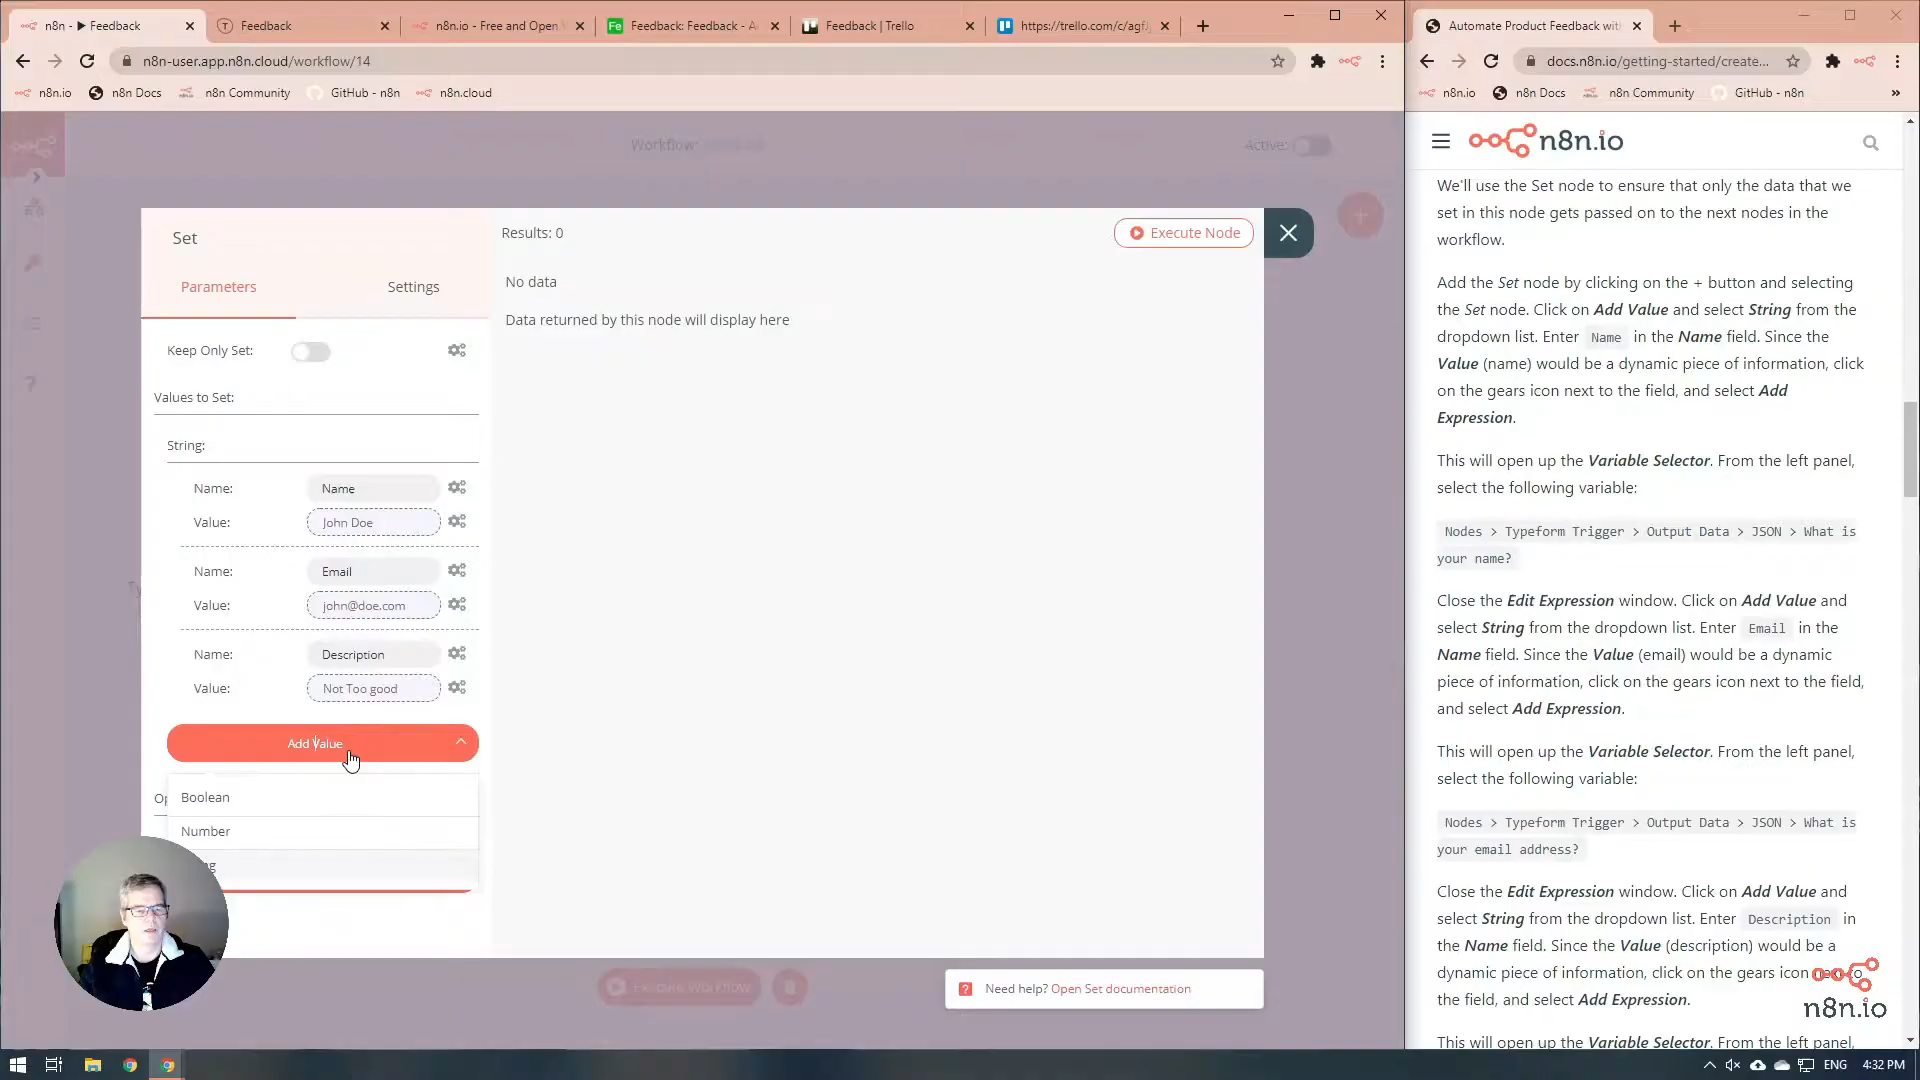 n8n - ▶ Feedback
Feedback
n8n.io - Free and Open
Feedback: Feedback - A
Feedback | Trello
https://trello.com/c/agf
n8n-user.app.n8n.cloud/workflow/14
n8n.io
n8n Docs
n8n Community
GitHub - n8n
n8n.cloud
Workflow:
Active:
Set
Parameters
Settings
Keep Only Set:
Values to Set:
String:
Name:
Name
Value:
John Doe
Name:
Email
Value:
john@doe.com
Name:
Description
Value:
Not Too good
Add Value
Boolean
Number
Results: 0
Execute Node
No data
Data returned by this node will display here
Execute Workflow
Need help? Open Set documentation
Automate Product Feedback wit
docs.n8n.io/getting-started/create...
n8n.io
n8n Docs
n8n Community
GitHub - n8n
»
n8n.io
We'll use the Set node to ensure that only the data that we
set in this node gets passed on to the next nodes in the
workflow.
Add the Set node by clicking on the + button and selecting
the Set node. Click on Add Value and select String from the
dropdown list. Enter Name in the Name field. Since the
Value (name) would be a dynamic piece of information, click
on the gears icon next to the field, and select Add
Expression.
This will open up the Variable Selector. From the left panel,
select the following variable:
Nodes > Typeform Trigger > Output Data > JSON > What is
your name?
Close the Edit Expression window. Click on Add Value and
select String from the dropdown list. Enter Email in the
Name field. Since the Value (email) would be a dynamic
piece of information, click on the gears icon next to the field,
and select Add Expression.
This will open up the Variable Selector. From the left panel,
select the following variable:
Nodes > Typeform Trigger > Output Data > JSON > What is
your email address?
Close the Edit Expression window. Click on Add Value and
select String from the dropdown list. Enter Description in
the Name field. Since the Value (description) would be a
dynamic piece of information, click on the gears icon next to
the field, and select Add Expression.
This will open up the Variable Selector. From the left panel,
n8n.io
ENG
4:32 PM